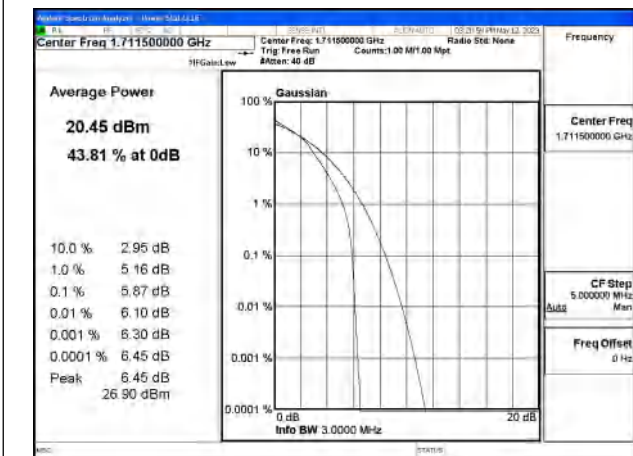 Center Freq 1.711500000 GHz
Center Freq: 1.711500000 GHz
Radio Std: None
Trig: Free Run
Counts:1.00 M/1.00 Mpt
#IFGain:Low
#Atten: 40 dB
Average Power
20.45 dBm
43.81 % at 0dB
10.0 % 2.95 dB
1.0 % 5.16 dB
0.1 % 5.87 dB
0.01 % 6.10 dB
0.001 % 6.30 dB
0.0001 % 6.45 dB
Peak 6.45 dB
26.90 dBm
Gaussian
100 %
10 %
1 %
0.1 %
0.01 %
0.001 %
0.0001 %
0 dB
20 dB
Info BW 3.0000 MHz
Frequency
Center Freq
1.711500000 GHz
CF Step
5.000000 MHz
Auto Man
Freq Offset
0 Hz
MSG
STATUS